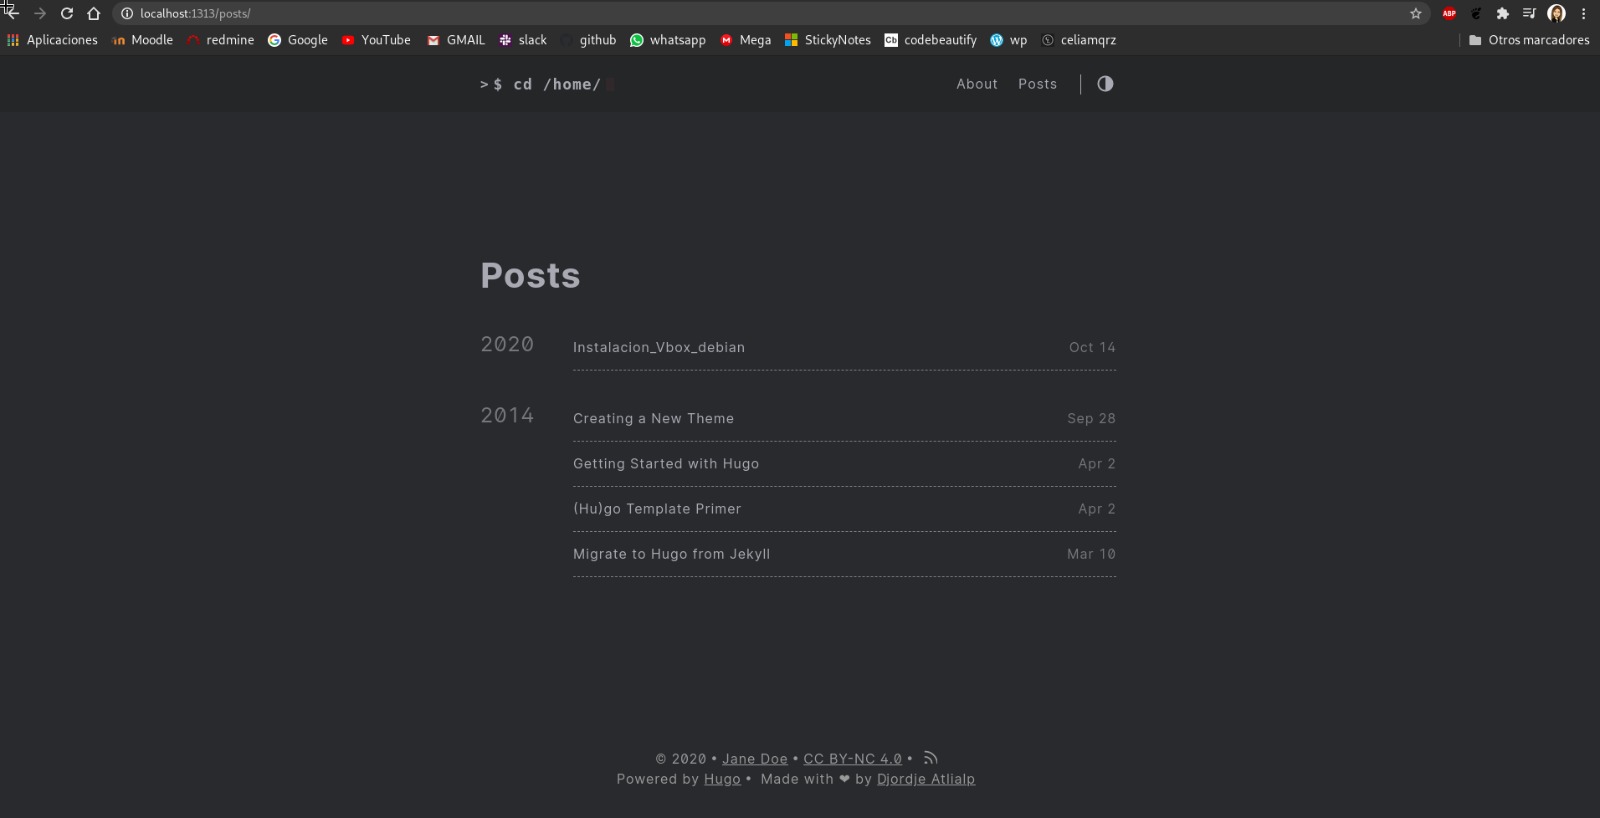 localhost:1313/posts/
ABP
Aplicaciones Moodle redmine Google YouTube GMAIL slack github whatsapp Mega StickyNotes Cb codebeautify wp celiamqrz Otros marcadores
> $ cd /home/ About Posts
Posts
2020 Instalacion_Vbox_debian Oct 14
2014 Creating a New Theme Sep 28
Getting Started with Hugo Apr 2
(Hu)go Template Primer Apr 2
Migrate to Hugo from Jekyll Mar 10
© 2020 • Jane Doe • CC BY-NC 4.0 •
Powered by Hugo • Made with ❤ by Djordje Atlialp